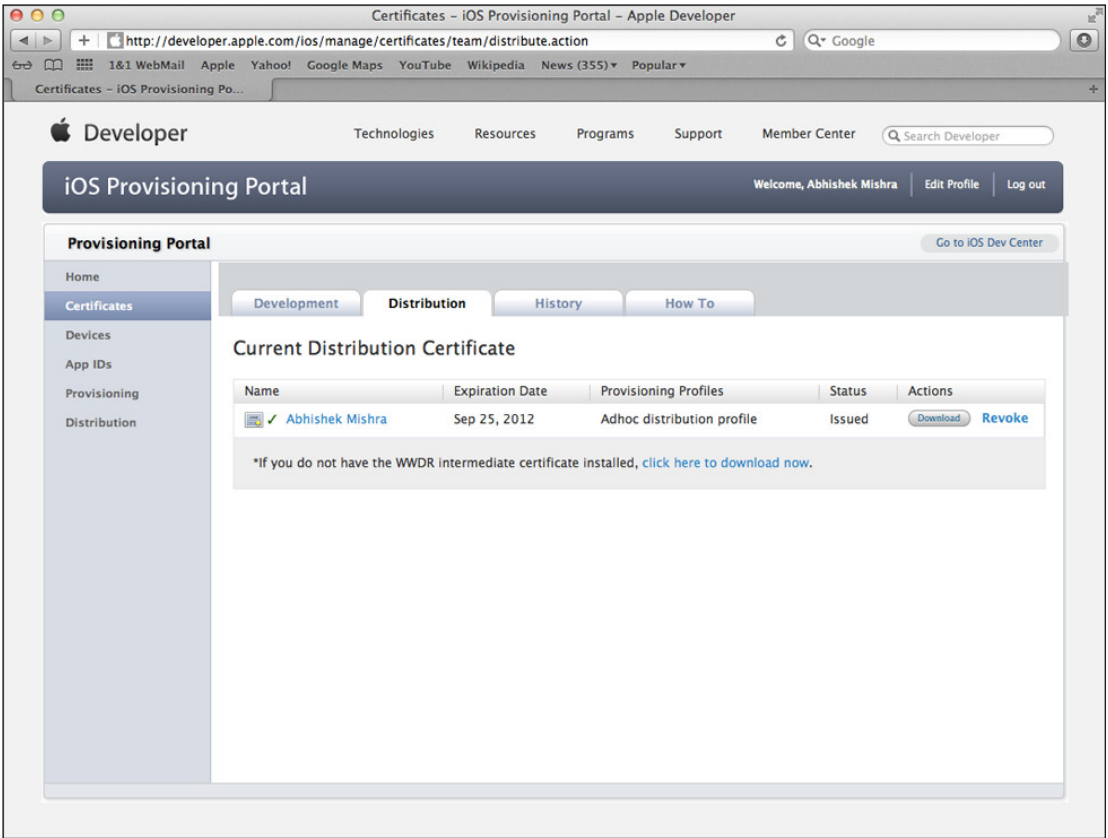 Certificates – iOS Provisioning Portal – Apple Developer
http://developer.apple.com/ios/manage/certificates/team/distribute.action
Google
1&1 WebMail Apple Yahoo! Google Maps YouTube Wikipedia News (355)▾ Popular▾
Certificates – iOS Provisioning Po...
Developer
Technologies Resources Programs Support Member Center Search Developer
iOS Provisioning Portal
Welcome, Abhishek Mishra Edit Profile Log out
Provisioning Portal
Go to iOS Dev Center
Home
Certificates
Devices
App IDs
Provisioning
Distribution
Development Distribution History How To
Current Distribution Certificate
Name Expiration Date Provisioning Profiles Status Actions
Abhishek Mishra Sep 25, 2012 Adhoc distribution profile Issued Download Revoke
*If you do not have the WWDR intermediate certificate installed, click here to download now.